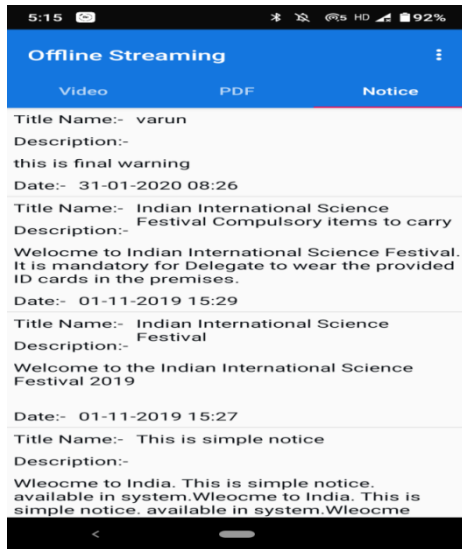 5:15 5 HD 92%
Offline Streaming
Video PDF Notice
Title Name:- varun
Description:-
this is final warning
Date:- 31-01-2020 08:26
Title Name:- Indian International Science
Festival Compulsory items to carry
Description:-
Welocme to Indian International Science Festival.
It is mandatory for Delegate to wear the provided
ID cards in the premises.
Date:- 01-11-2019 15:29
Title Name:- Indian International Science
Festival
Description:-
Welcome to the Indian International Science
Festival 2019
Date:- 01-11-2019 15:27
Title Name:- This is simple notice
Description:-
Wleocme to India. This is simple notice.
available in system.Wleocme to India. This is
simple notice. available in system.Wleocme